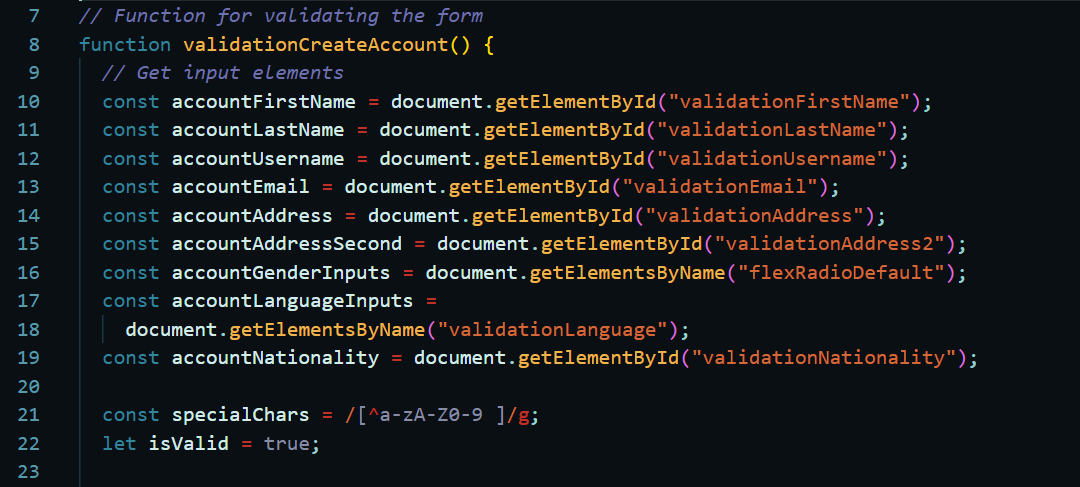 7 // Function for validating the form
8 function validationCreateAccount() {
9 // Get input elements
10 const accountFirstName = document.getElementById("validationFirstName");
11 const accountLastName = document.getElementById("validationLastName");
12 const accountUsername = document.getElementById("validationUsername");
13 const accountEmail = document.getElementById("validationEmail");
14 const accountAddress = document.getElementById("validationAddress");
15 const accountAddressSecond = document.getElementById("validationAddress2");
16 const accountGenderInputs = document.getElementsByName("flexRadioDefault");
17 const accountLanguageInputs =
18 document.getElementsByName("validationLanguage");
19 const accountNationality = document.getElementById("validationNationality");
20
21 const specialChars = /[^a-zA-Z0-9 ]/g;
22 let isValid = true;
23